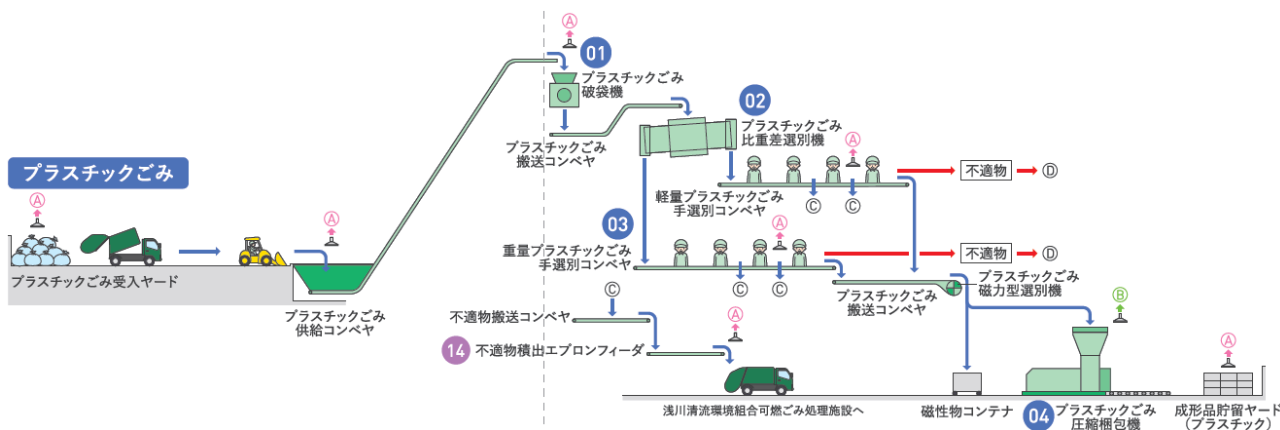 プラスチックごみ
Ⓐ
プラスチックごみ受入ヤード
Ⓐ
プラスチックごみ
供給コンベヤ
Ⓐ
01
プラスチックごみ
破袋機
プラスチックごみ
搬送コンベヤ
02
プラスチックごみ
比重差選別機
Ⓐ
軽量プラスチックごみ
手選別コンベヤ
Ⓒ
Ⓒ
不適物
Ⓓ
03
重量プラスチックごみ
手選別コンベヤ
Ⓐ
Ⓒ
Ⓒ
不適物
Ⓓ
プラスチックごみ
搬送コンベヤ
プラスチックごみ
磁力型選別機
Ⓒ
不適物搬送コンベヤ
14
不適物積出エプロンフィーダ
Ⓐ
浅川清流環境組合可燃ごみ処理施設へ
磁性物コンテナ
Ⓑ
04
プラスチックごみ
圧縮梱包機
Ⓐ
成形品貯留ヤード
(プラスチック)